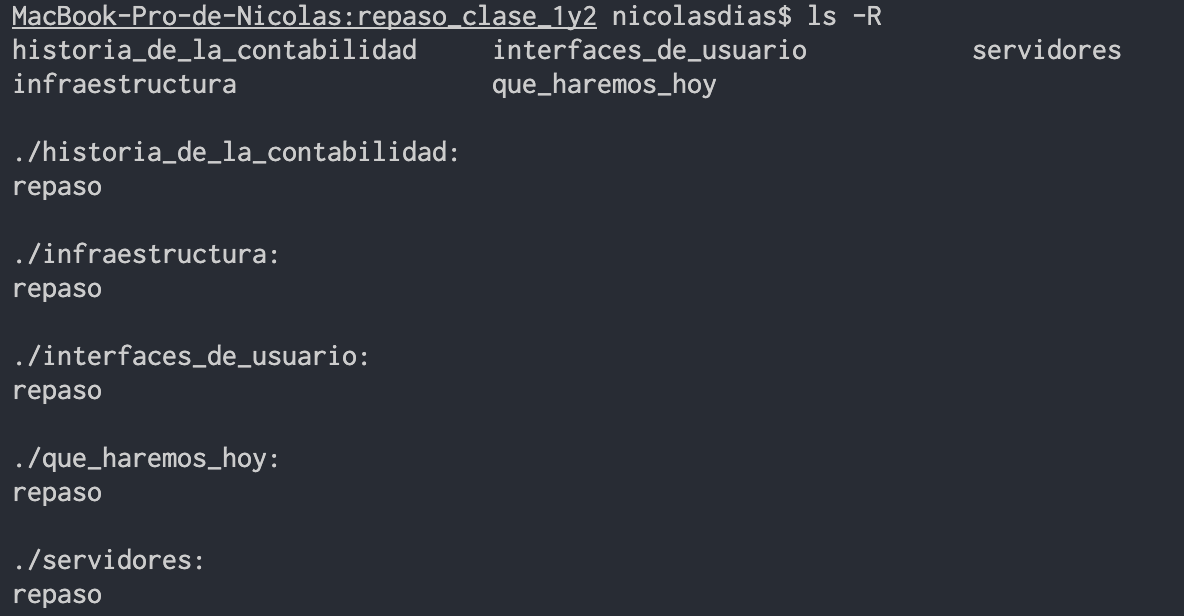 MacBook-Pro-de-Nicolas:repaso_clase_1y2 nicolasdias$ ls -R
historia_de_la_contabilidad interfaces_de_usuario servidores
infraestructura que_haremos_hoy
./historia_de_la_contabilidad:
repaso
./infraestructura:
repaso
./interfaces_de_usuario:
repaso
./que_haremos_hoy:
repaso
./servidores:
repaso